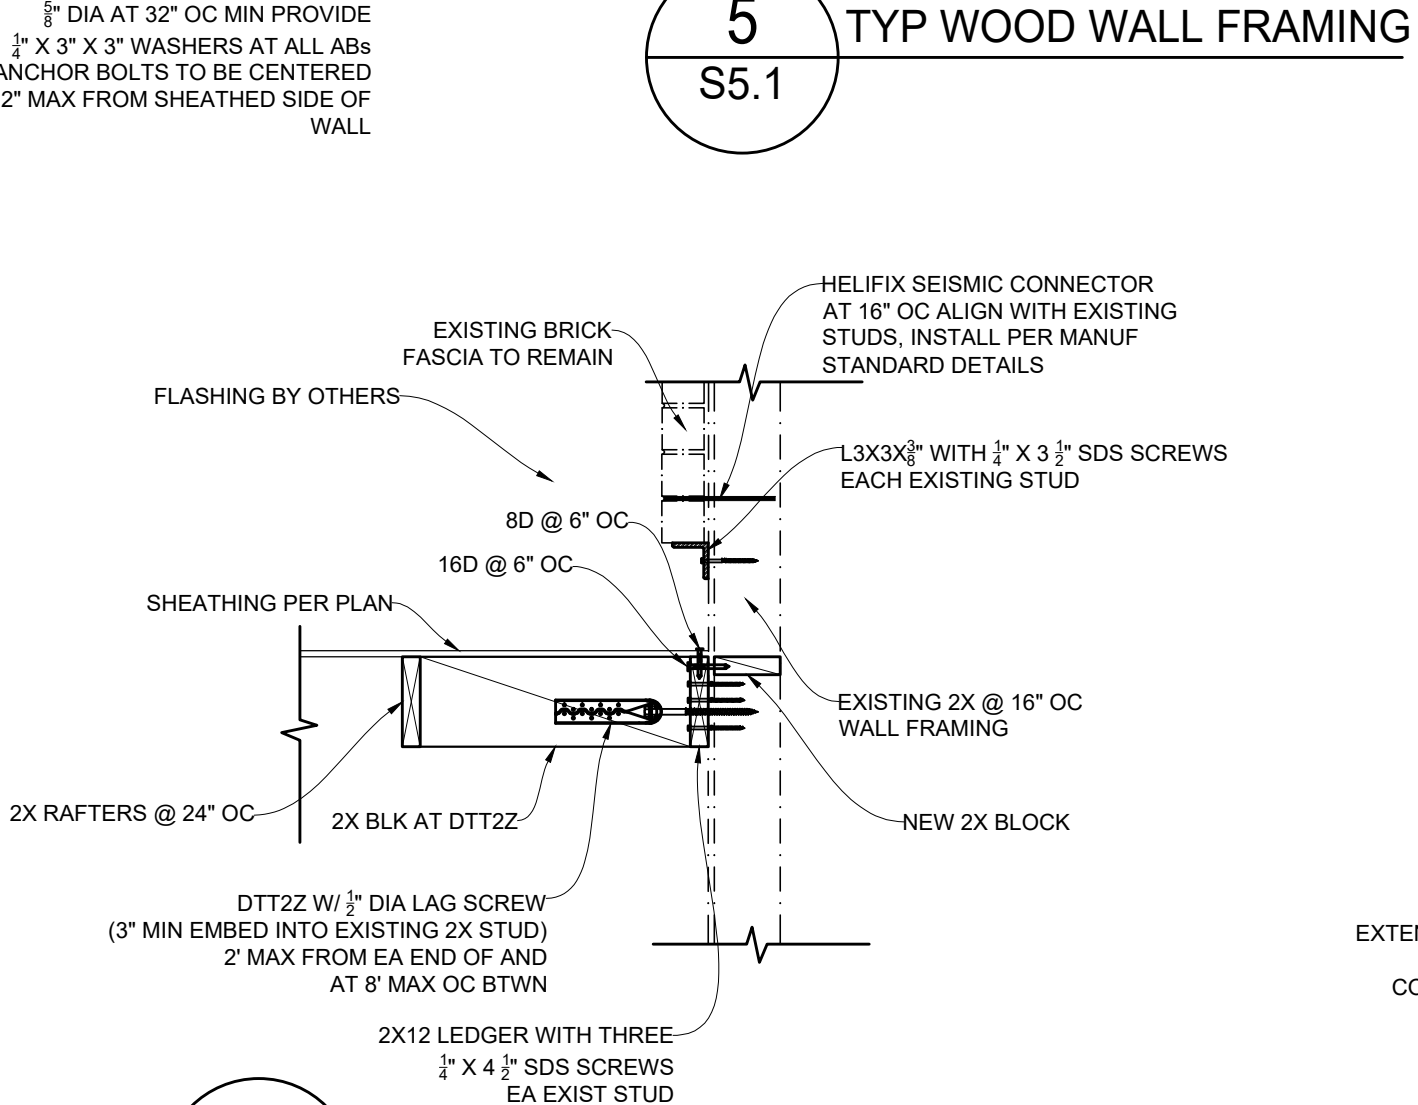 5/8" DIA AT 32" OC MIN PROVIDE
1/4" X 3" X 3" WASHERS AT ALL ABs
ANCHOR BOLTS TO BE CENTERED
2" MAX FROM SHEATHED SIDE OF
WALL
5
S5.1
TYP WOOD WALL FRAMING
HELIFIX SEISMIC CONNECTOR
AT 16" OC ALIGN WITH EXISTING
STUDS, INSTALL PER MANUF
STANDARD DETAILS
EXISTING BRICK
FASCIA TO REMAIN
FLASHING BY OTHERS
L3X3X3/8" WITH 1/4" X 3 1/2" SDS SCREWS
EACH EXISTING STUD
8D @ 6" OC
16D @ 6" OC
SHEATHING PER PLAN
EXISTING 2X @ 16" OC
WALL FRAMING
2X RAFTERS @ 24" OC
2X BLK AT DTT2Z
NEW 2X BLOCK
DTT2Z W/ 1/2" DIA LAG SCREW
(3" MIN EMBED INTO EXISTING 2X STUD)
2' MAX FROM EA END OF AND
AT 8' MAX OC BTWN
2X12 LEDGER WITH THREE
1/4" X 4 1/2" SDS SCREWS
EA EXIST STUD